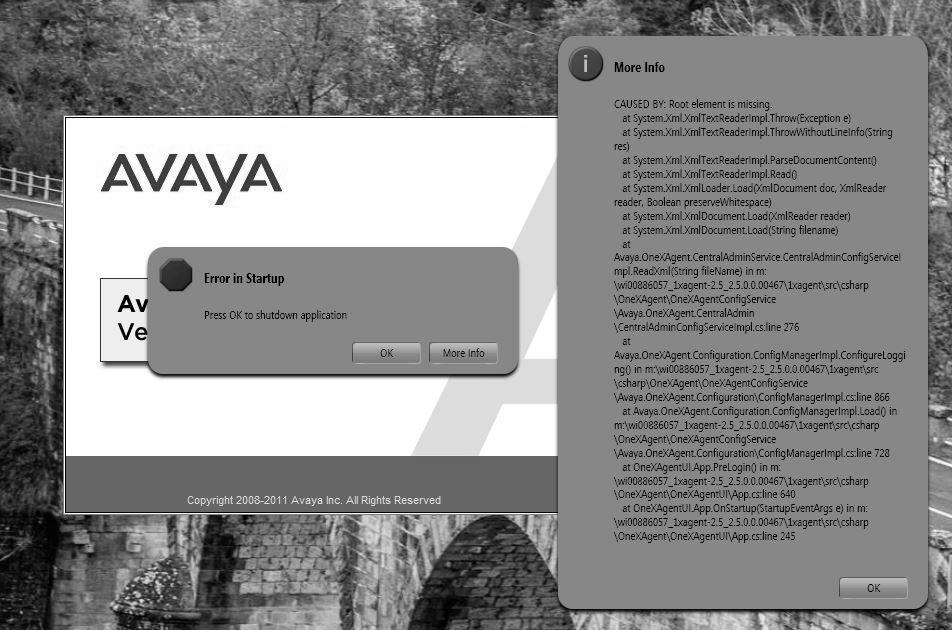 AVAYA
Av
Ve
Error in Startup
Press OK to shutdown application
OK
More Info
Copyright 2008-2011 Avaya Inc. All Rights Reserved
i
More Info
CAUSED BY: Root element is missing.
at System.Xml.XmlTextReaderImpl.Throw(Exception e)
at System.Xml.XmlTextReaderImpl.ThrowWithoutLineInfo(String
res)
at System.Xml.XmlTextReaderImpl.ParseDocumentContent()
at System.Xml.XmlTextReaderImpl.Read()
at System.Xml.XmlLoader.Load(XmlDocument doc, XmlReader
reader, Boolean preserveWhitespace)
at System.Xml.XmlDocument.Load(XmlReader reader)
at System.Xml.XmlDocument.Load(String filename)
at
Avaya.OneXAgent.CentralAdminService.CentralAdminConfigServiceI
mpl.ReadXml(String fileName) in m:
\wi00886057_1xagent-2.5_2.5.0.00467\1xagent\src\csharp
\OneXAgent\OneXAgentConfigService
\Avaya.OneXAgent.CentralAdmin
\CentralAdminConfigServiceImpl.cs:line 276
at
Avaya.OneXAgent.Configuration.ConfigManagerImpl.ConfigureLoggi
ng() in m:\wi00886057_1xagent-2.5_2.5.0.00467\1xagent\src
\csharp\OneXAgent\OneXAgentConfigService
\Avaya.OneXAgent.Configuration\ConfigManagerImpl.cs:line 866
at Avaya.OneXAgent.Configuration.ConfigManagerImpl.Load() in
m:\wi00886057_1xagent-2.5_2.5.0.00467\1xagent\src\csharp
\OneXAgent\OneXAgentConfigService
\Avaya.OneXAgent.Configuration\ConfigManagerImpl.cs:line 728
at OneXAgentUI.App.PreLogin() in m:
\wi00886057_1xagent-2.5_2.5.0.00467\1xagent\src\csharp
\OneXAgent\OneXAgentUI\App.cs:line 640
at OneXAgentUI.App.OnStartup(StartupEventArgs e) in m:
\wi00886057_1xagent-2.5_2.5.0.00467\1xagent\src\csharp
\OneXAgent\OneXAgentUI\App.cs:line 245
OK